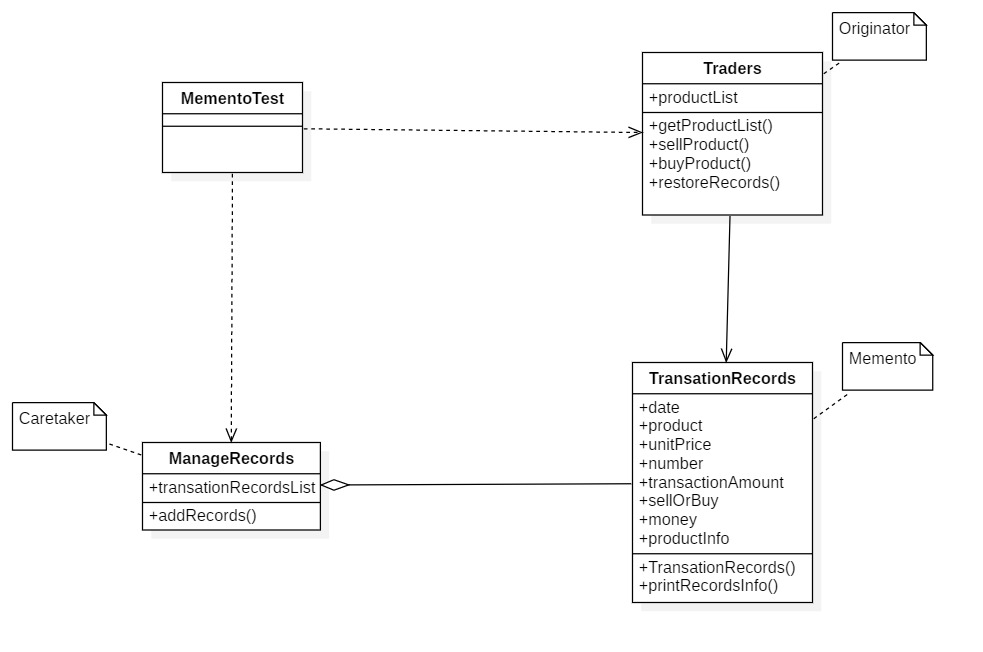 Originator
Traders
+productList
+getProductList()
+sellProduct()
+buyProduct()
+restoreRecords()
MementoTest
Memento
TransationRecords
+date
+product
+unitPrice
+number
+transactionAmount
+sellOrBuy
+money
+productInfo
+TransationRecords()
+printRecordsInfo()
Caretaker
ManageRecords
+transationRecordsList
+addRecords()